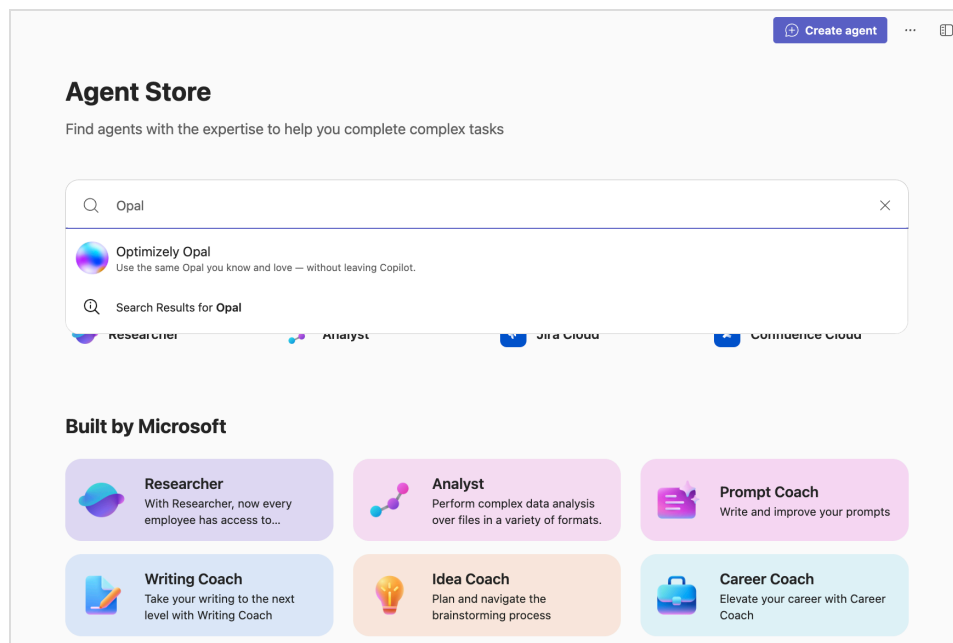 Create agent
Agent Store
Find agents with the expertise to help you complete complex tasks
Opal
Optimizely Opal
Use the same Opal you know and love — without leaving Copilot.
Search Results for Opal
Researcher
Analyst
Jira Cloud
Confluence Cloud
Built by Microsoft
Researcher
With Researcher, now every
employee has access to...
Analyst
Perform complex data analysis
over files in a variety of formats.
Prompt Coach
Write and improve your prompts
Writing Coach
Take your writing to the next
level with Writing Coach
Idea Coach
Plan and navigate the
brainstorming process
Career Coach
Elevate your career with Career
Coach